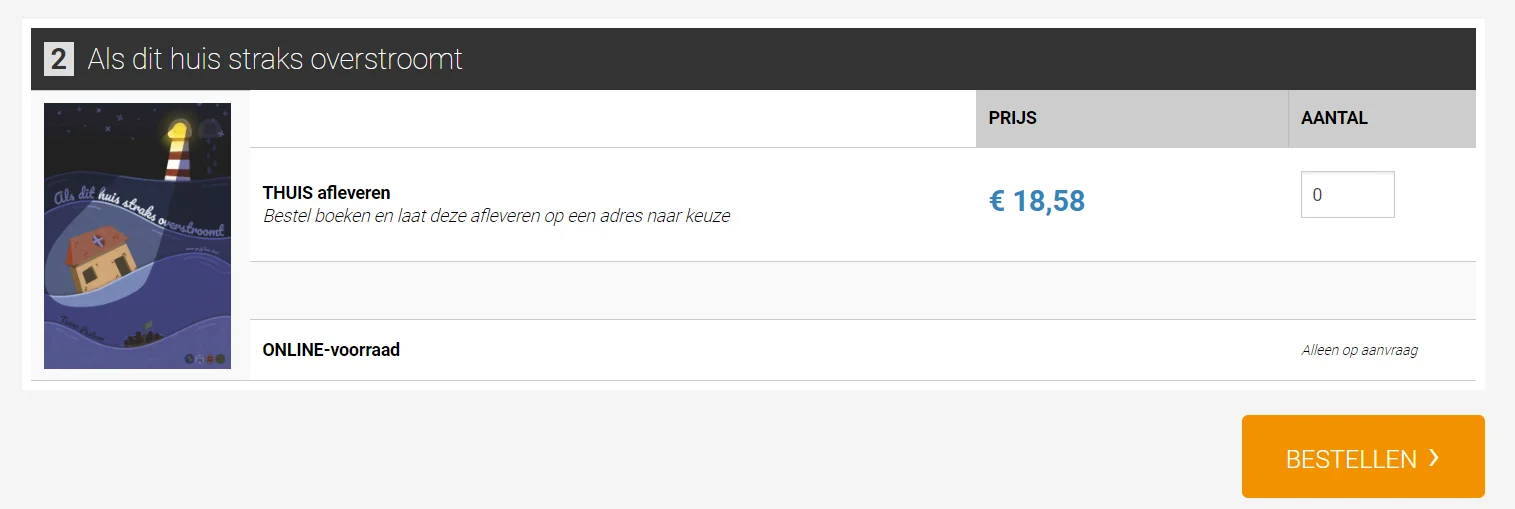 2 Als dit huis straks overstroomt
PRIJS AANTAL
Als dit huis straks overstroomt
THUIS afleveren
Bestel boeken en laat deze afleveren op een adres naar keuze
€ 18,58
0
ONLINE-voorraad
Alleen op aanvraag
BESTELLEN